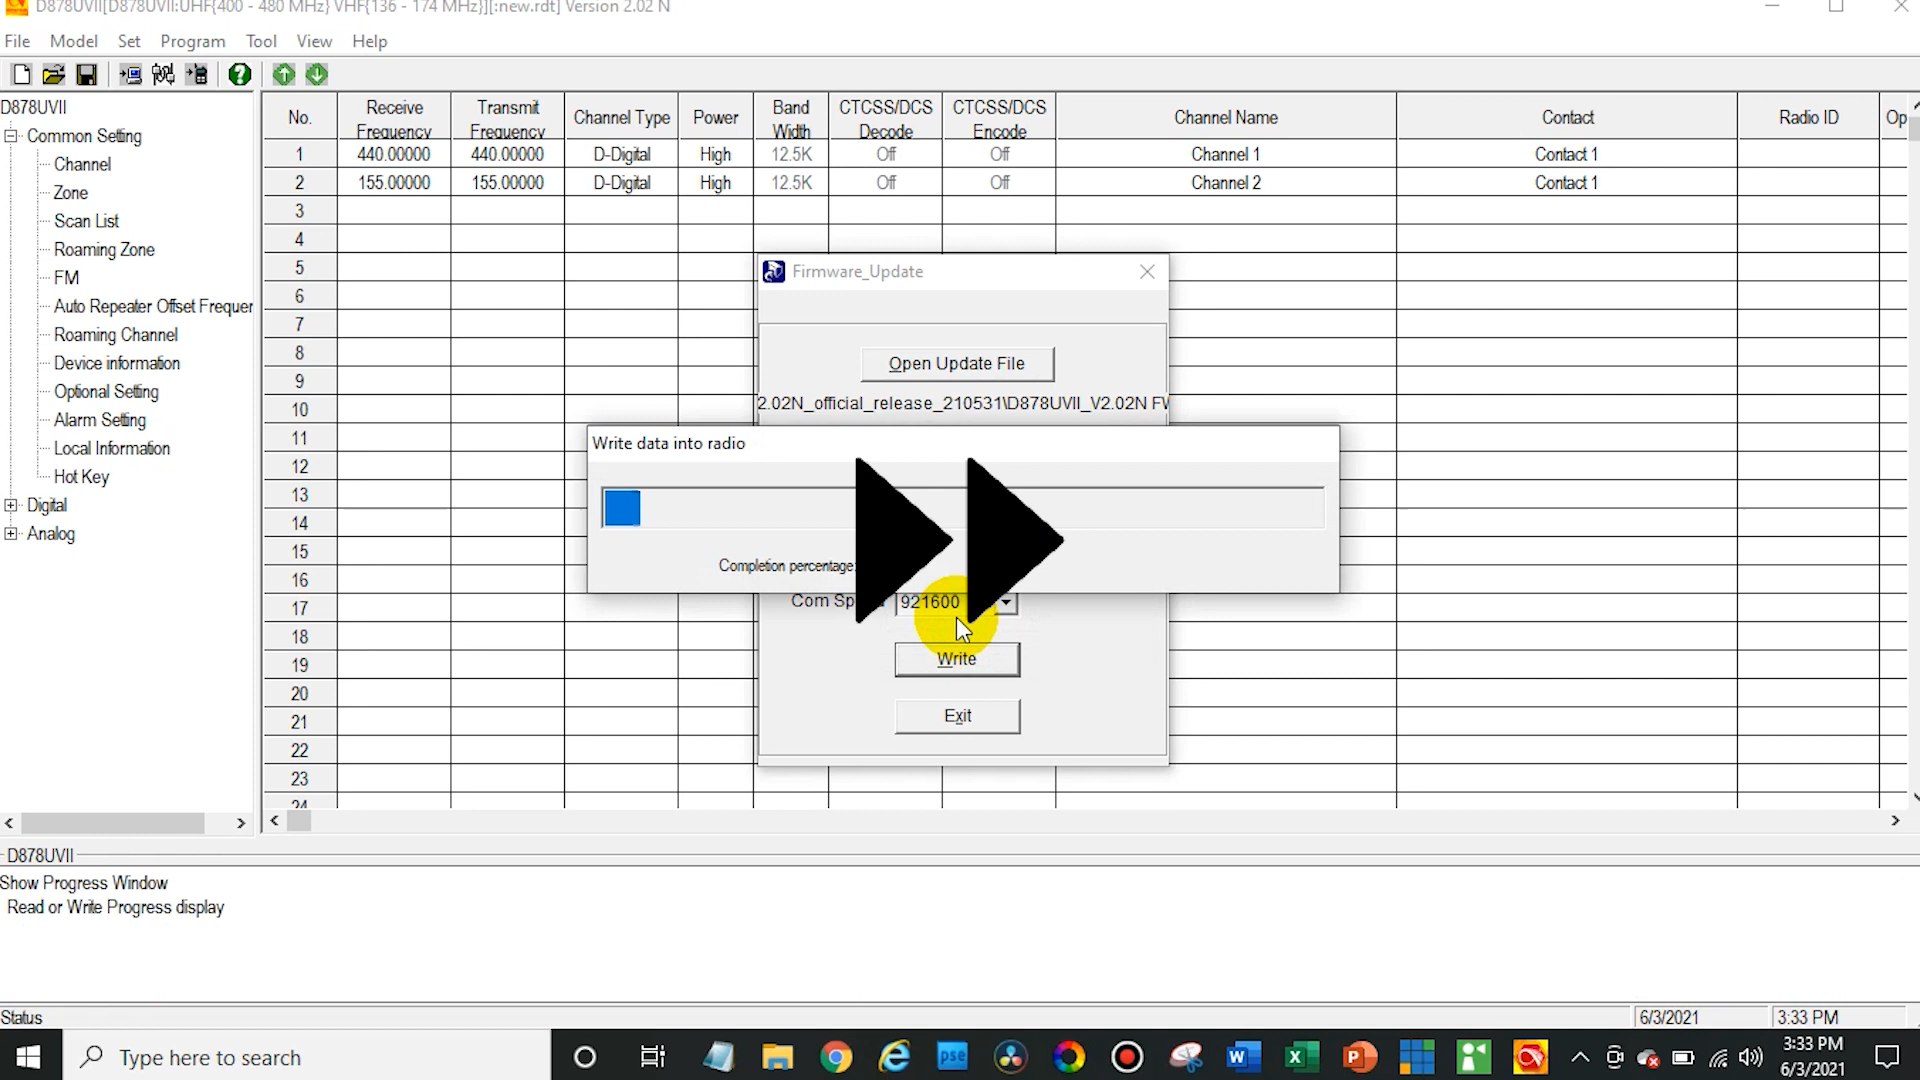 D878UVII[D878UVII:UHF{400 - 480 MHz} VHF{136 - 174 MHz}][:new.rdt] Version 2.02 N
File Model Set Program Tool View Help
D878UVII
Common Setting
Channel
Zone
Scan List
Roaming Zone
FM
Auto Repeater Offset Frequer
Roaming Channel
Device information
Optional Setting
Alarm Setting
Local Information
Hot Key
Digital
Analog
No. Receive Frequency Transmit Frequency Channel Type Power Band Width CTCSS/DCS Decode CTCSS/DCS Encode Channel Name Contact Radio ID Op
1 440.00000 440.00000 D-Digital High 12.5K Off Off Channel 1 Contact 1
2 155.00000 155.00000 D-Digital High 12.5K Off Off Channel 2 Contact 1
3
4
5
6
7
8
9
10
11
12
13
14
15
16
17
18
19
20
21
22
23
24
Firmware_Update
Open Update File
2.02N_official_release_210531\D878UVII_V2.02N FW
Write data into radio
Completion percentage:
Com Sp 921600
Write
Exit
D878UVII
Show Progress Window
Read or Write Progress display
Status 6/3/2021 3:33 PM
Type here to search
pse
W
X
P
3:33 PM
6/3/2021